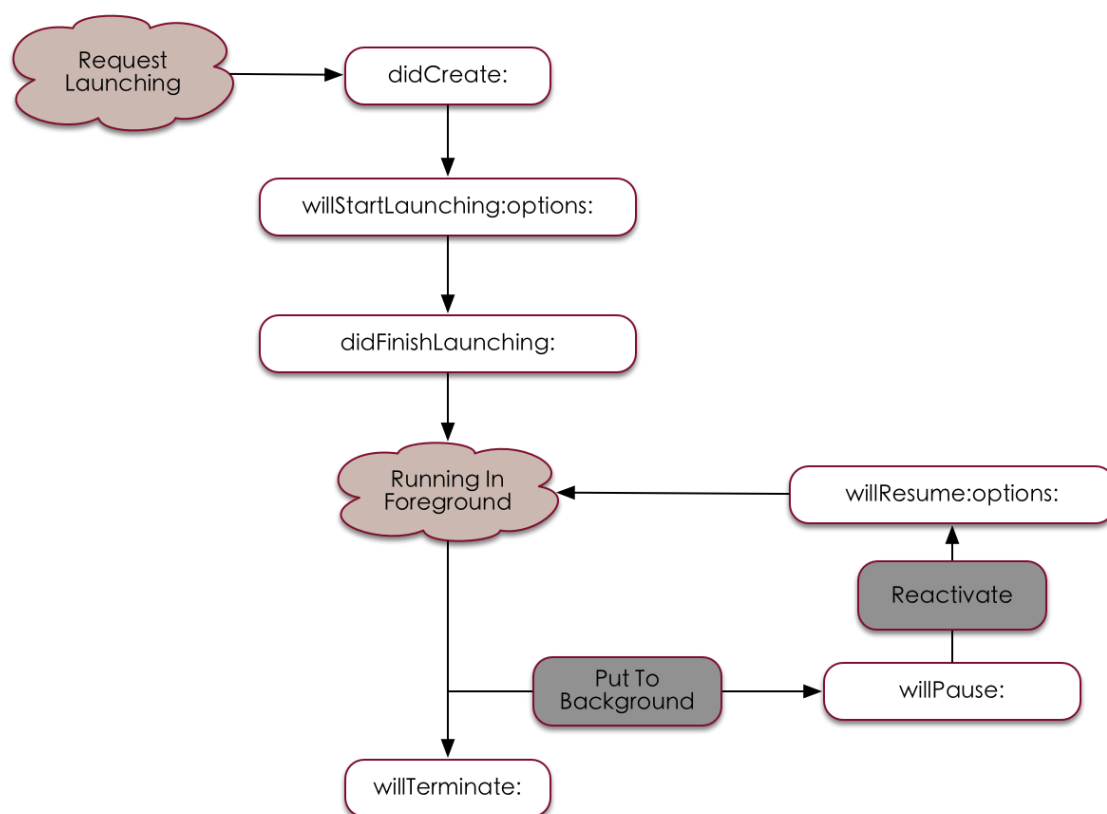 Request
Launching
didCreate:
willStartLaunching:options:
didFinishLaunching:
Running In
Foreground
willResume:options:
Reactivate
Put To
Background
willPause:
willTerminate: